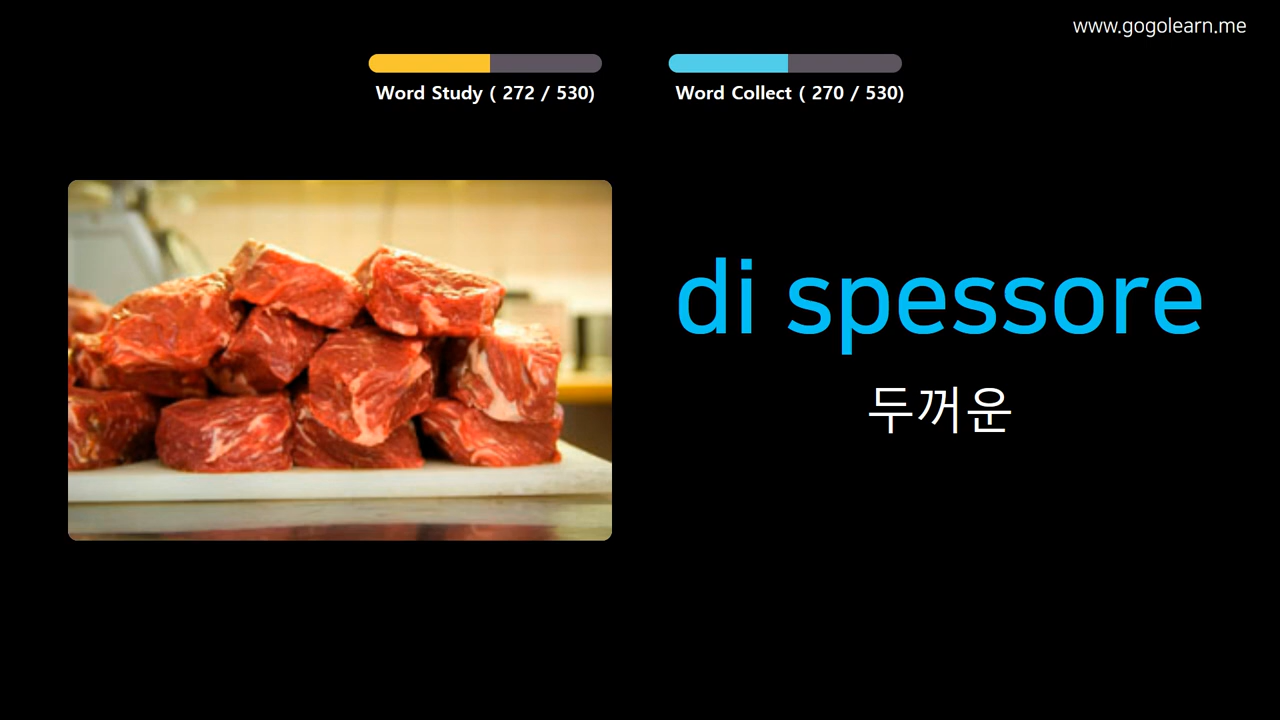 www.gogolearn.me
Word Study ( 272 / 530)
Word Collect ( 270 / 530)
di spessore
두꺼운